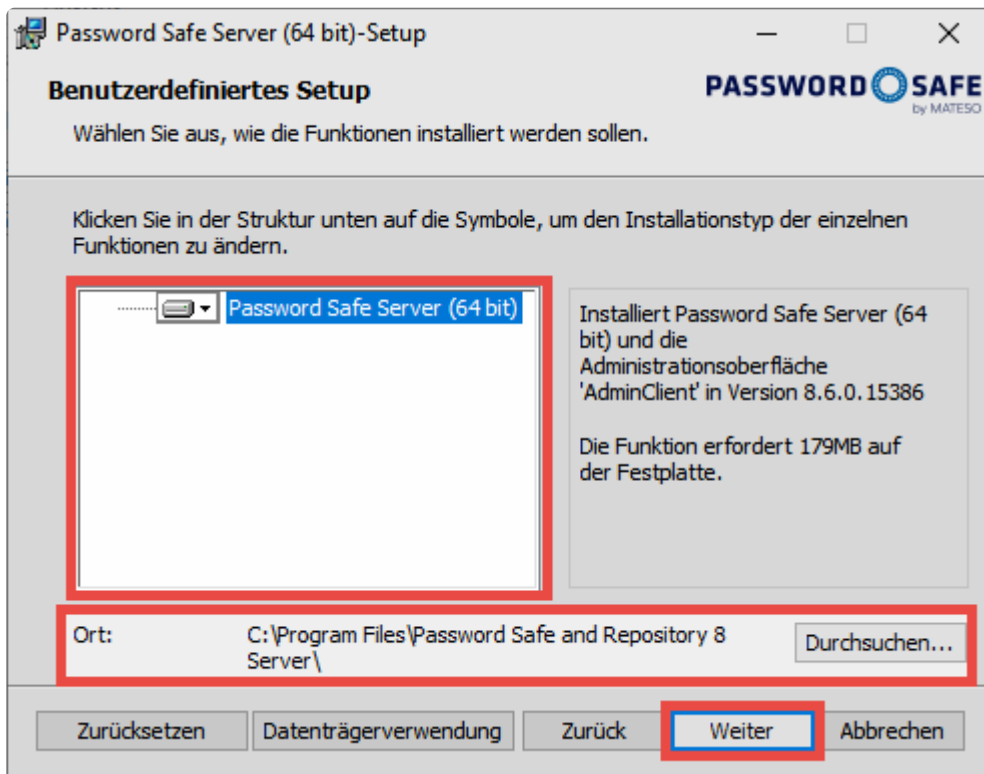 Password Safe Server (64 bit)-Setup
Benutzerdefiniertes Setup
PASSWORD SAFE
by MATESO
Wählen Sie aus, wie die Funktionen installiert werden sollen.
Klicken Sie in der Struktur unten auf die Symbole, um den Installationstyp der einzelnen
Funktionen zu ändern.
Password Safe Server (64 bit)
Installiert Password Safe Server (64
bit) und die
Administrationsoberfläche
'AdminClient' in Version 8.6.0.15386
Die Funktion erfordert 179MB auf
der Festplatte.
Ort:
C:\Program Files\Password Safe and Repository 8
Server\
Durchsuchen...
Zurücksetzen
Datenträgerverwendung
Zurück
Weiter
Abbrechen